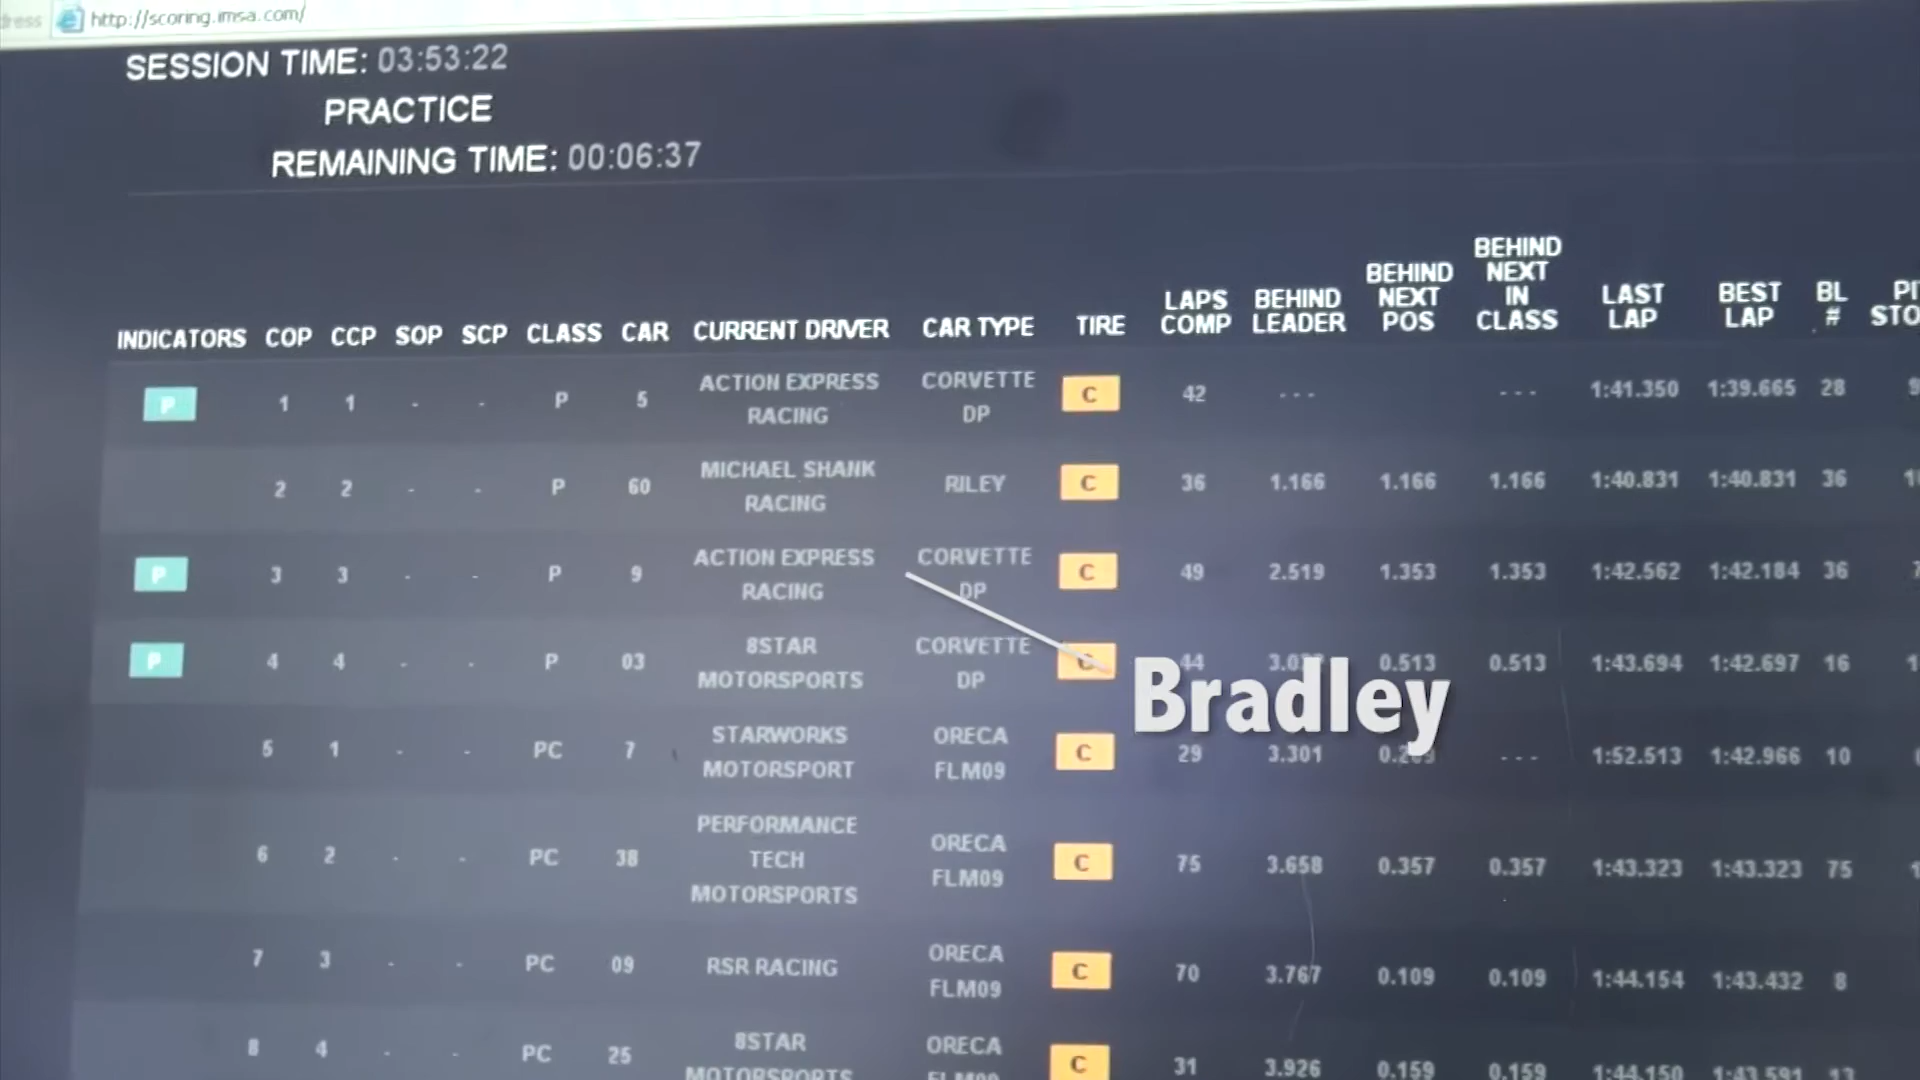 dress http://scoring.imsa.com/
SESSION TIME: 03:53:22
PRACTICE
REMAINING TIME: 00:06:37
INDICATORS COP CCP SOP SCP CLASS CAR CURRENT DRIVER CAR TYPE TIRE LAPS COMP BEHIND LEADER BEHIND NEXT POS BEHIND NEXT IN CLASS LAST LAP BEST LAP BL #
P 1 1 - - P 5 ACTION EXPRESS RACING CORVETTE DP C 42 --- --- 1:41.350 1:39.665 28
2 2 - - P 60 MICHAEL SHANK RACING RILEY C 36 1.166 1.166 1.166 1:40.831 1:40.831 36
P 3 3 - - P 9 ACTION EXPRESS RACING CORVETTE DP C 49 2.519 1.353 1.353 1:42.562 1:42.184 36
P 4 4 - - P 03 8STAR MOTORSPORTS CORVETTE DP C 44 0.513 0.513 1:43.694 1:42.697 16
Bradley
5 1 - - PC 7 STARWORKS MOTORSPORT ORECA FLM09 C 29 3.301 --- 1:52.513 1:42.966 10
6 2 - - PC 38 PERFORMANCE TECH MOTORSPORTS ORECA FLM09 C 75 3.658 0.357 0.357 1:43.323 1:43.323 75
7 3 - - PC 09 RSR RACING ORECA FLM09 C 70 3.767 0.109 0.109 1:44.154 1:43.432 8
8 4 - - PC 25 8STAR MOTORSPORTS ORECA FLM09 C 31 3.926 0.159 0.159 1:44.150 1:43.591 13